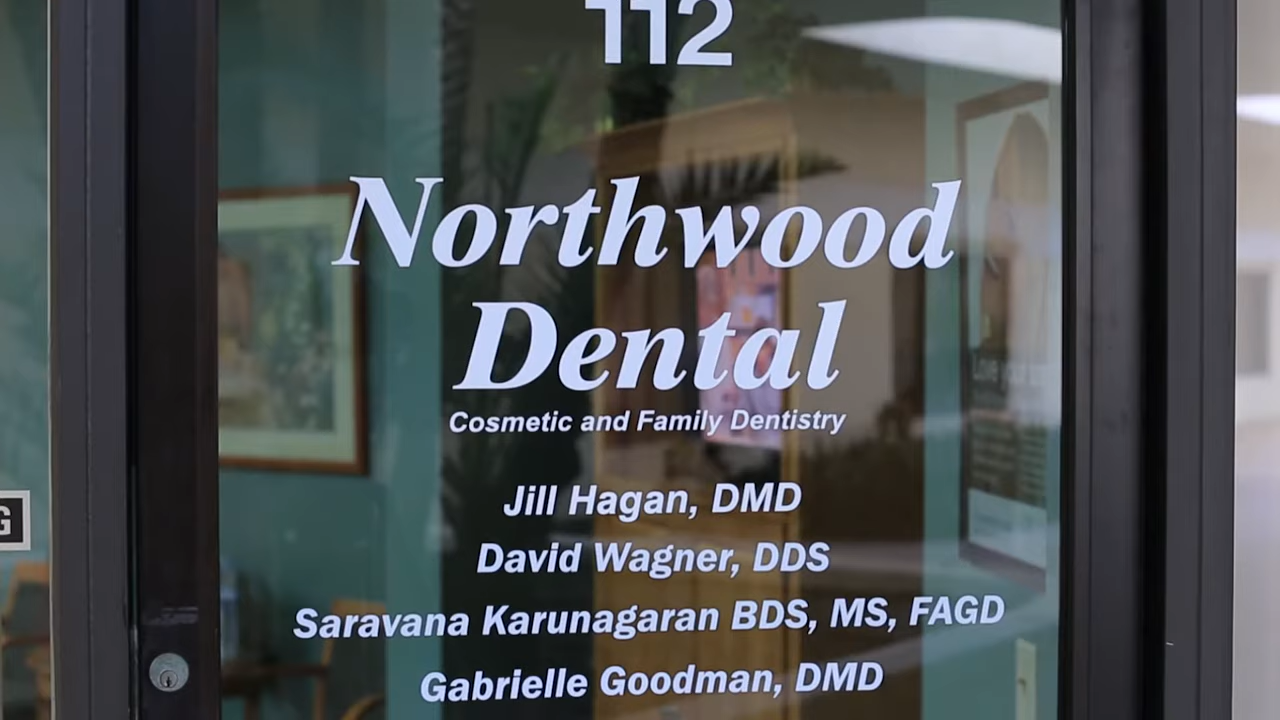 112
Northwood
Dental
Cosmetic and Family Dentistry
Jill Hagan, DMD
David Wagner, DDS
Saravana Karunagaran BDS, MS, FAGD
Gabrielle Goodman, DMD
G